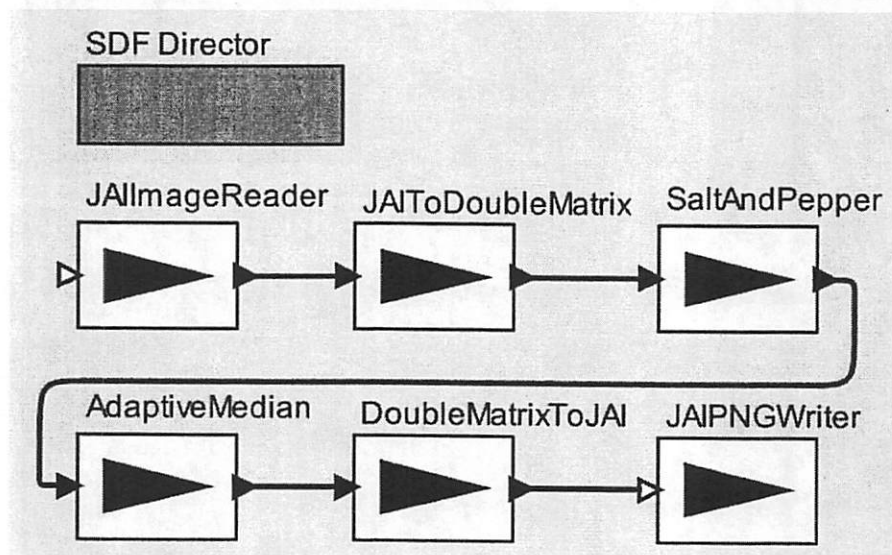 SDF Director
JAIImageReader
JAIToDoubleMatrix
SaltAndPepper
AdaptiveMedian
DoubleMatrixToJAI
JAIPNGWriter